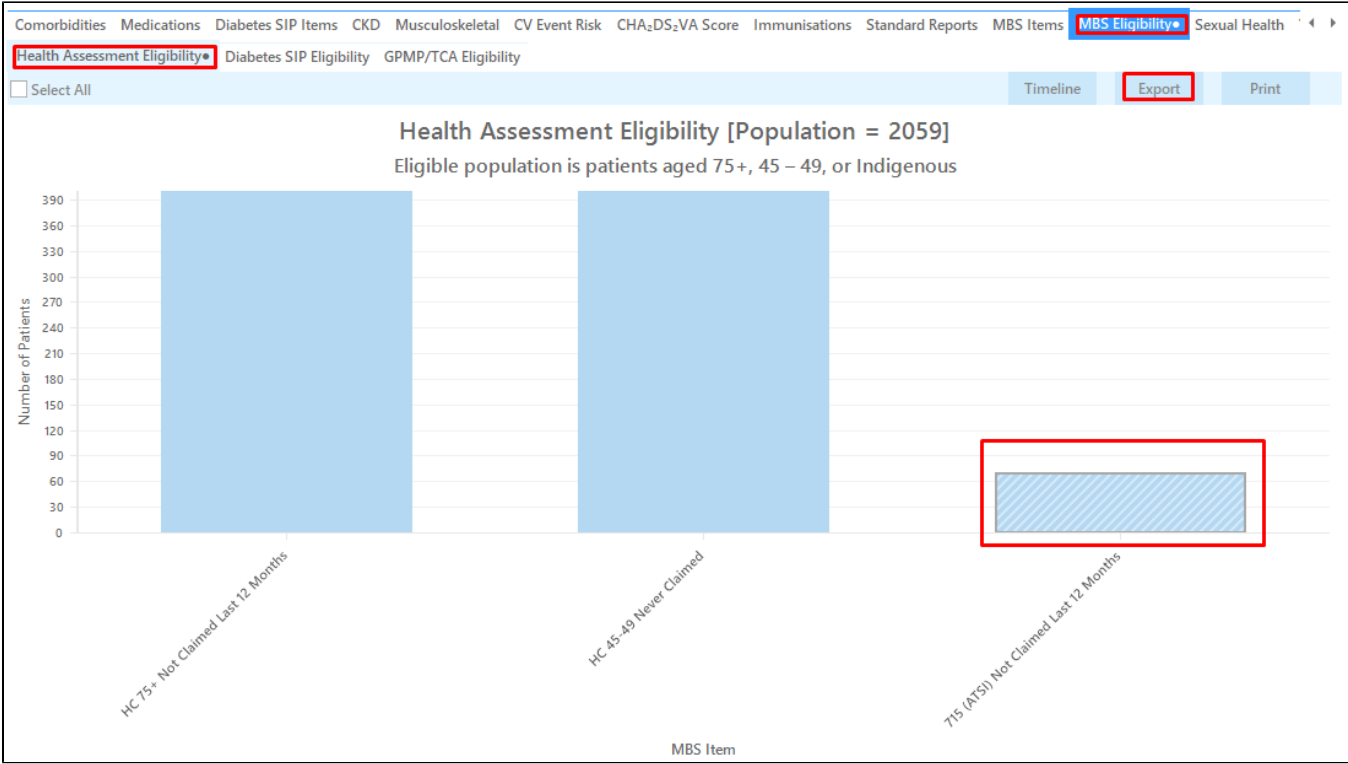 Comorbidities Medications Diabetes SIP Items CKD Musculoskeletal CV Event Risk CHA₂DS₂VA Score Immunisations Standard Reports MBS Items MBS Eligibility• Sexual Health
Health Assessment Eligibility• Diabetes SIP Eligibility GPMP/TCA Eligibility
Select All Timeline Export Print
Health Assessment Eligibility [Population = 2059]
Eligible population is patients aged 75+, 45 – 49, or Indigenous
Number of Patients
390
360
330
300
270
240
210
180
150
120
90
60
30
0
HC 75+ Not Claimed Last 12 Months
HC 45-49 Never Claimed
715 (ATSI) Not Claimed Last 12 Months
MBS Item